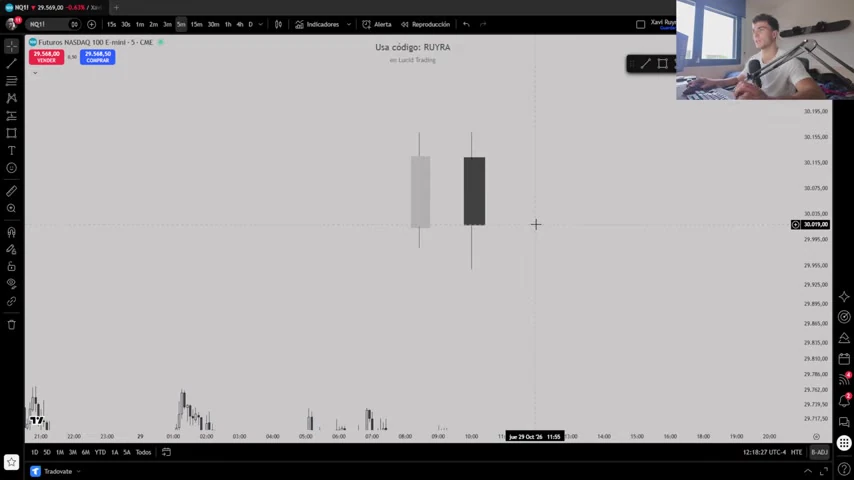 NQ1! ▼ 29.569,00 -0.63% / Xavi
NQ1! 15s 30s 1m 2m 3m 5m 15m 30m 1h 4h D Indicadores Alerta Reproducción Xavi Ruyr
Futuros NASDAQ 100 E-mini · 5 · CME
29.568,00 VENDER 0,50 29.568,50 COMPRAR
Usa código: RUYRA
en Lucid Trading
30.195,00
30.155,00
30.115,00
30.075,00
30.035,00
30.019,00
29.995,00
29.955,00
29.925,00
29.895,00
29.865,00
29.835,00
29.810,00
29.786,00
29.762,00
29.739,50
29.717,50
21:00 22:00 23:00 29 01:00 02:00 03:00 04:00 05:00 06:00 07:00 08:00 09:00 10:00 jue 29 Oct '26 11:55 13:00 14:00 15:00 16:00 17:00 18:00 19:00 20:00
1D 5D 1M 3M 6M YTD 1A 5A Todos 12:18:27 UTC-4 HTE B-ADJ
Tradovate